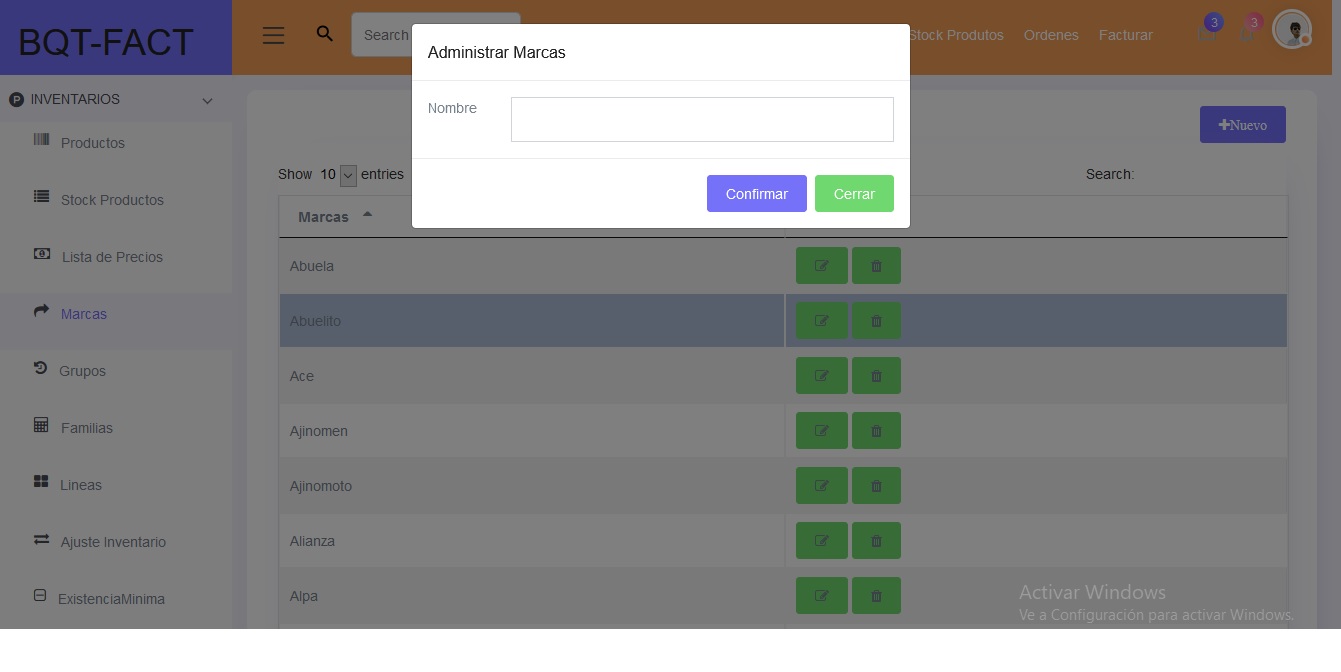 BQT-FACT
Search
Stock Produtos Ordenes Facturar
3 3
Administrar Marcas
Nombre
Confirmar Cerrar
P INVENTARIOS
Productos
Stock Productos
Lista de Precios
Marcas
Grupos
Familias
Lineas
Ajuste Inventario
ExistenciaMinima
+Nuevo
Show 10 entries
Search:
Marcas
Abuela
Abuelito
Ace
Ajinomen
Ajinomoto
Alianza
Alpa
Activar Windows
Ve a Configuración para activar Windows.